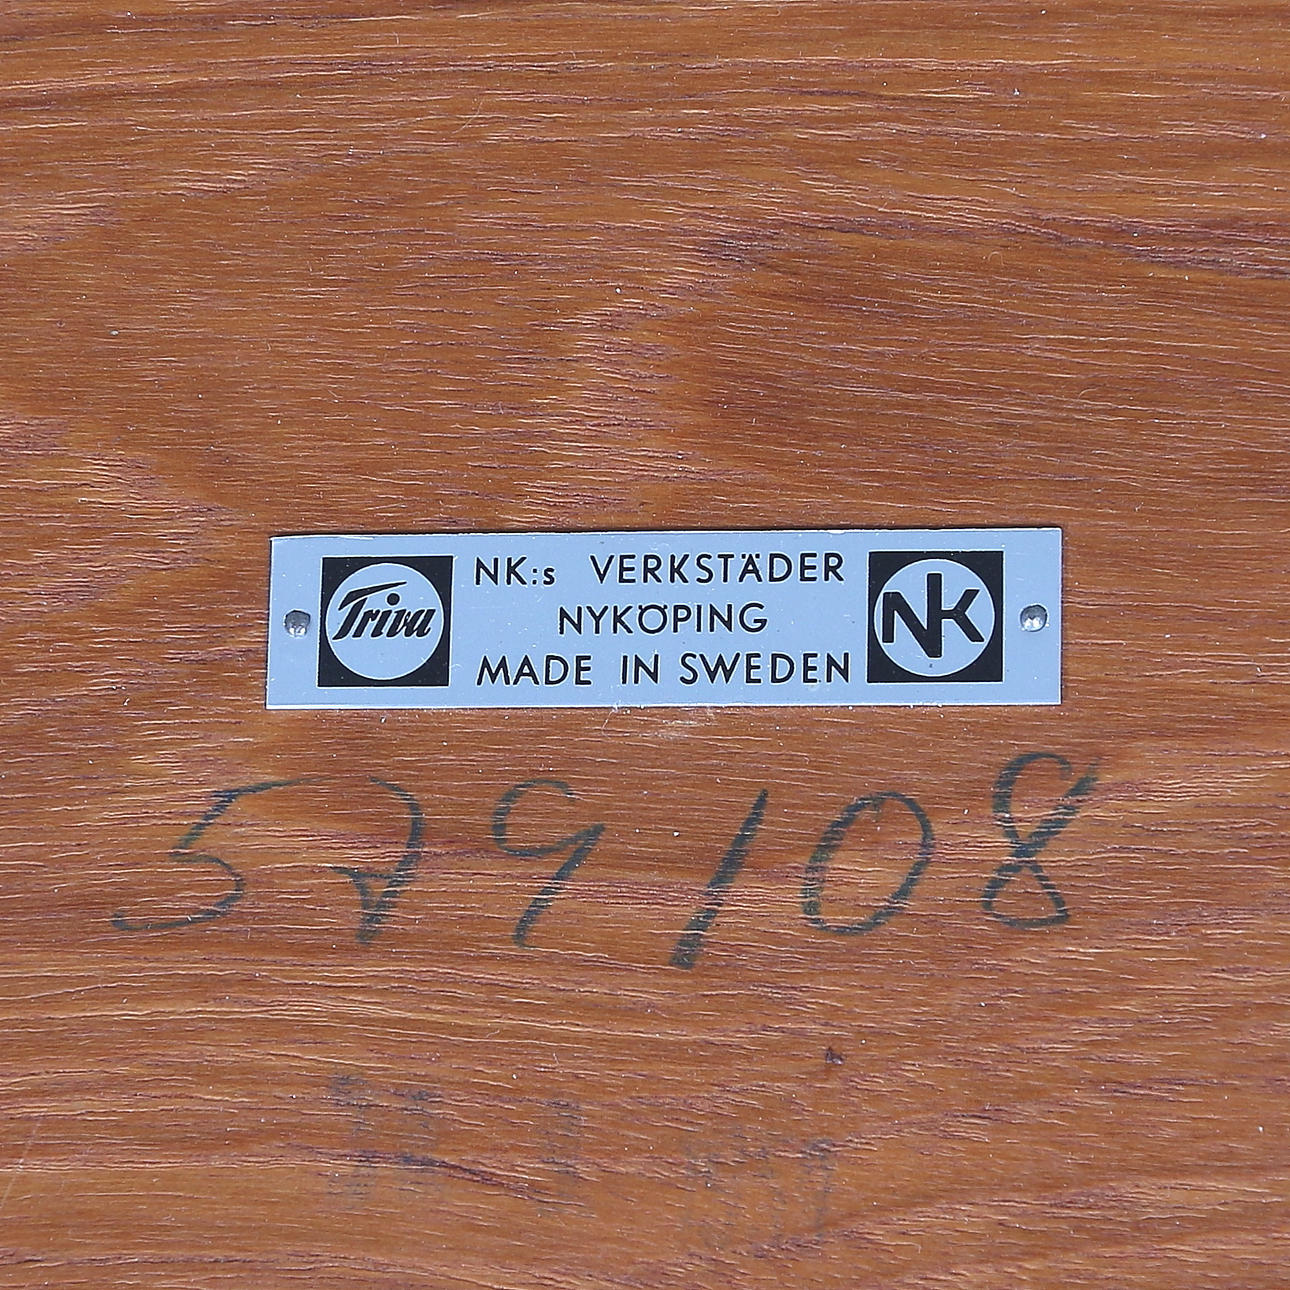 Triva
NK:s VERKSTÄDER
NYKÖPING
MADE IN SWEDEN
NK
579108